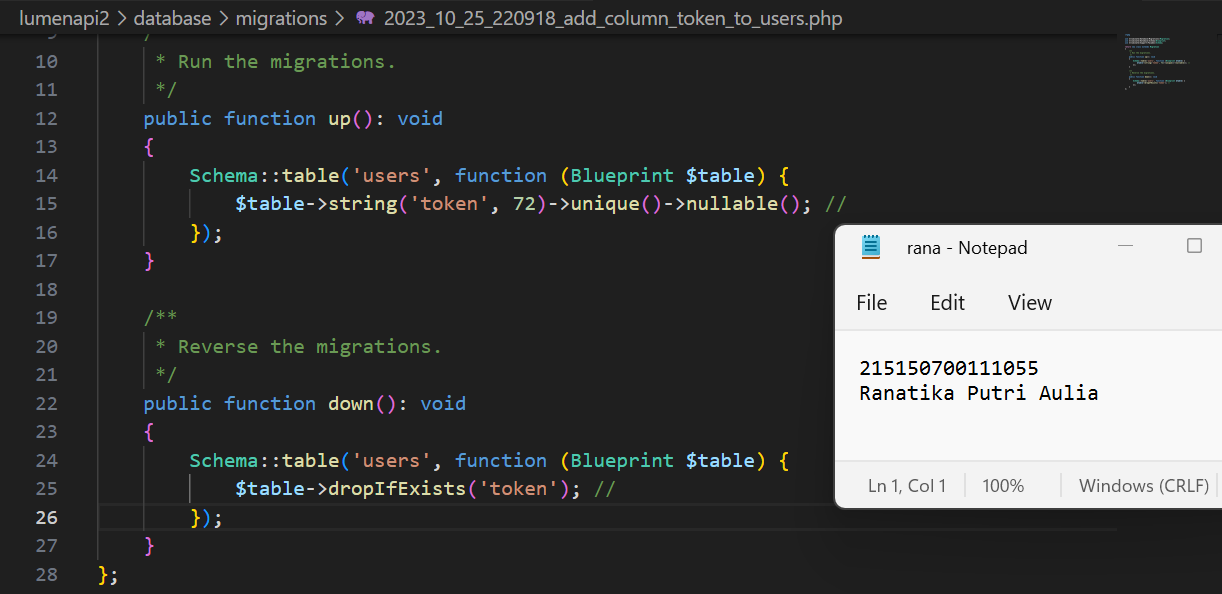 lumenapi2 > database > migrations > 2023_10_25_220918_add_column_token_to_users.php
9 /**
10 * Run the migrations.
11 */
12 public function up(): void
13 {
14 Schema::table('users', function (Blueprint $table) {
15 $table->string('token', 72)->unique()->nullable(); //
16 });
17 }
18
19 /**
20 * Reverse the migrations.
21 */
22 public function down(): void
23 {
24 Schema::table('users', function (Blueprint $table) {
25 $table->dropIfExists('token'); //
26 });
27 }
28 };
rana - Notepad
File Edit View
215150700111055
Ranatika Putri Aulia
Ln 1, Col 1 100% Windows (CRLF)